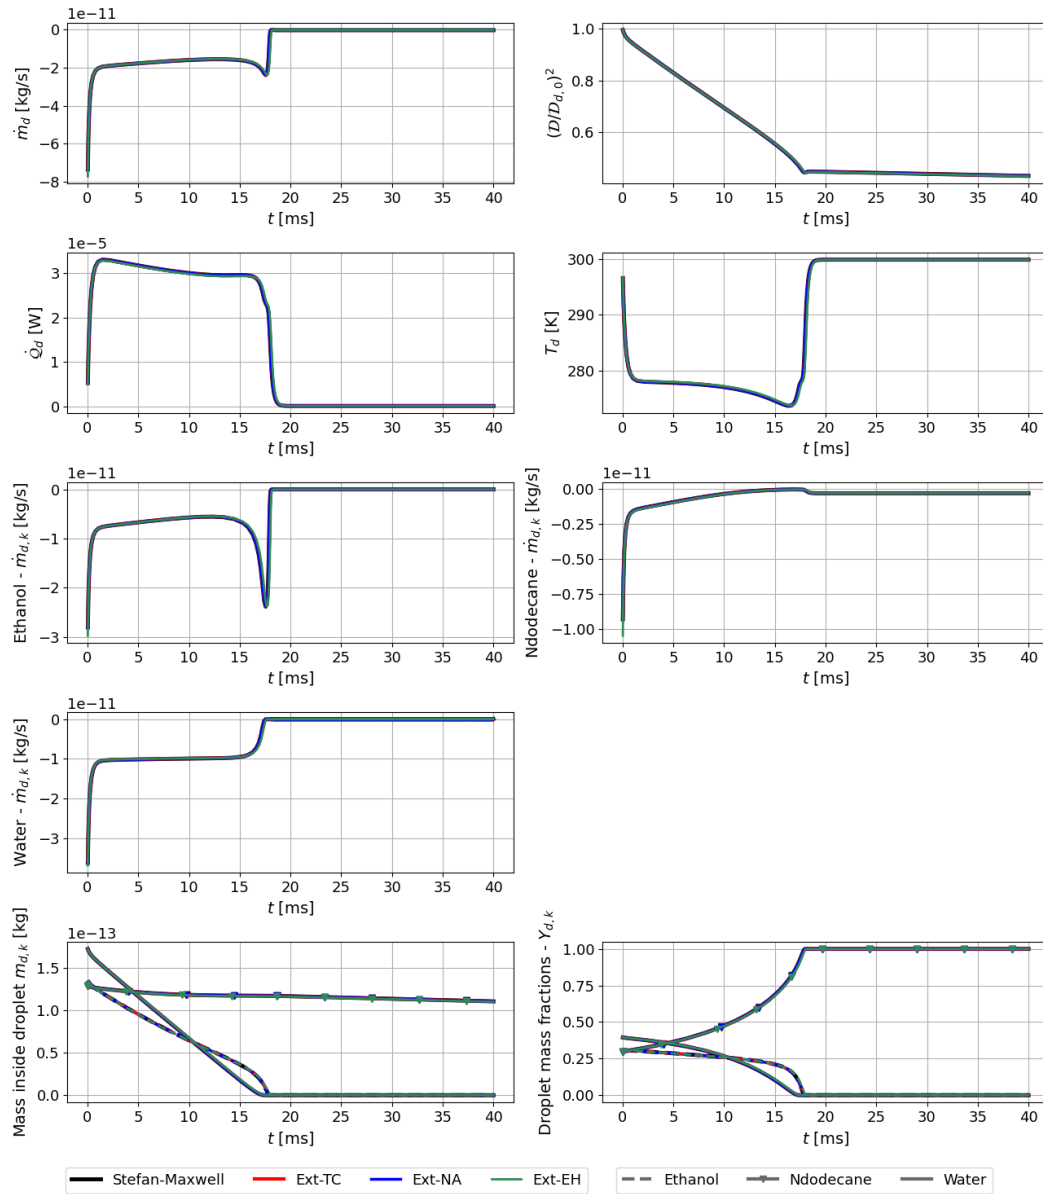 1e−11
0
−2
−4
−6
−8
ṁ_d [kg/s]
0 5 10 15 20 25 30 35 40
t [ms]
1.0
0.8
0.6
(D/D_{d,0})²
0 5 10 15 20 25 30 35 40
t [ms]
1e−5
3
2
1
0
Q̇_d [W]
0 5 10 15 20 25 30 35 40
t [ms]
300
290
280
T_d [K]
0 5 10 15 20 25 30 35 40
t [ms]
1e−11
0
−1
−2
−3
Ethanol - ṁ_{d,k} [kg/s]
0 5 10 15 20 25 30 35 40
t [ms]
1e−11
0.00
−0.25
−0.50
−0.75
−1.00
Ndodecane - ṁ_{d,k} [kg/s]
0 5 10 15 20 25 30 35 40
t [ms]
1e−11
0
−1
−2
−3
Water - ṁ_{d,k} [kg/s]
0 5 10 15 20 25 30 35 40
t [ms]
1e−13
1.5
1.0
0.5
0.0
Mass inside droplet m_{d,k} [kg]
0 5 10 15 20 25 30 35 40
t [ms]
1.00
0.75
0.50
0.25
0.00
Droplet mass fractions - Y_{d,k}
0 5 10 15 20 25 30 35 40
t [ms]
Stefan-Maxwell Ext-TC Ext-NA Ext-EH
Ethanol Ndodecane Water